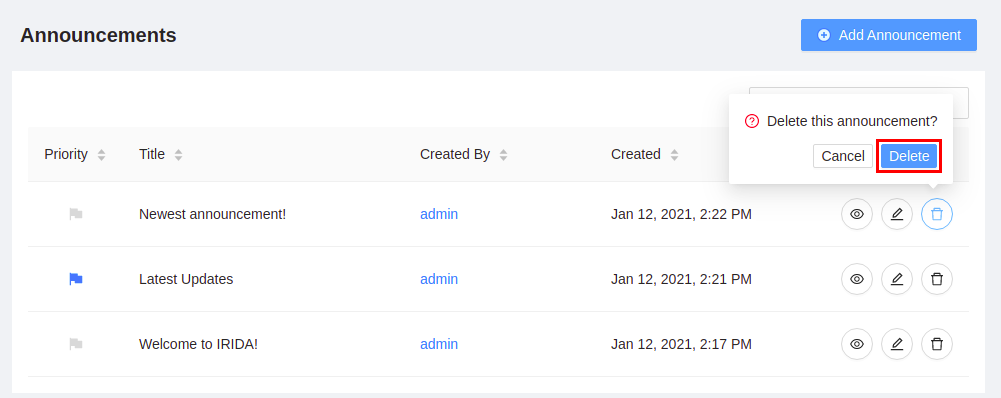 Announcements
Add Announcement
Delete this announcement?
Cancel Delete
Priority Title Created By Created
Newest announcement! admin Jan 12, 2021, 2:22 PM
Latest Updates admin Jan 12, 2021, 2:21 PM
Welcome to IRIDA! admin Jan 12, 2021, 2:17 PM